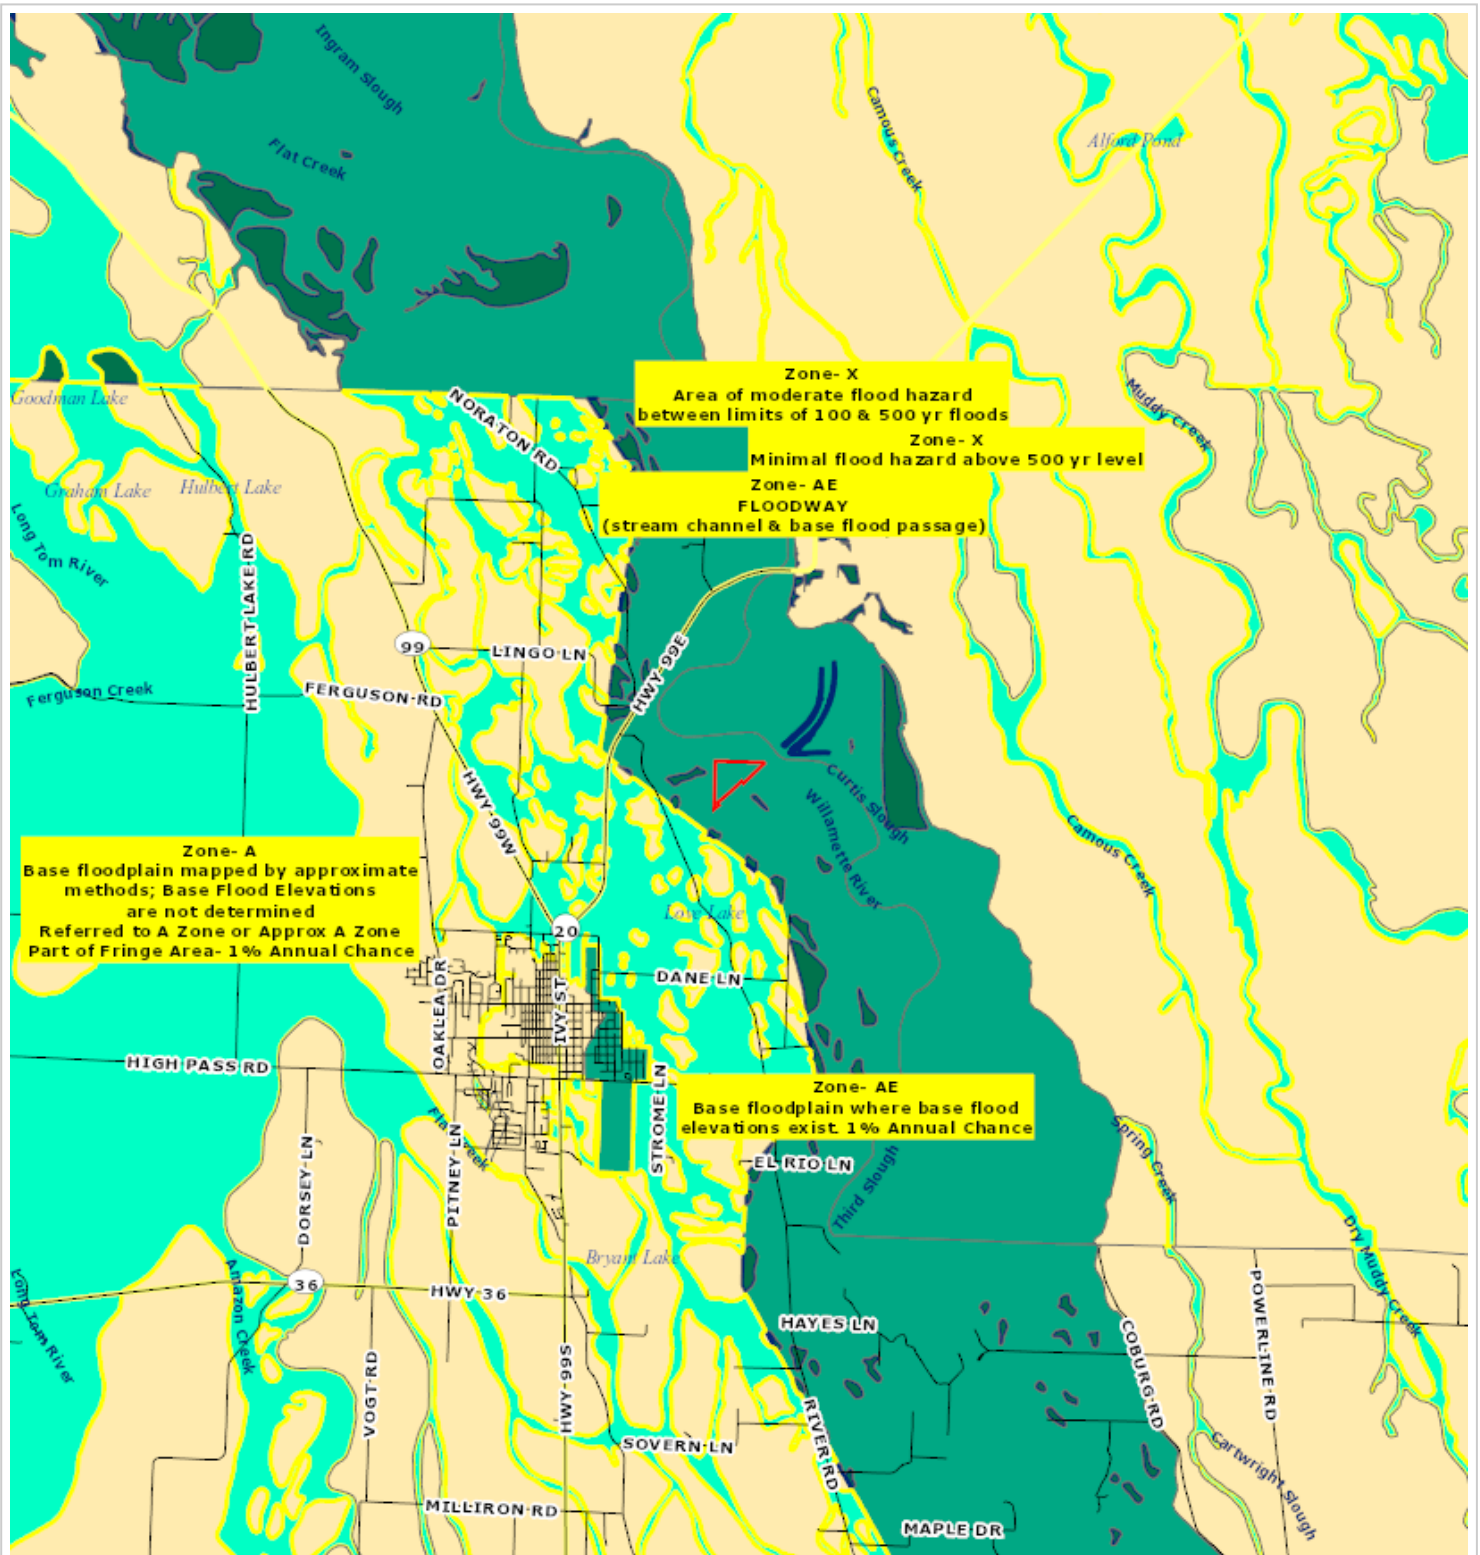 Ingram Slough
Flat Creek
Camous Creek
Alford Pond
Zone- X
Area of moderate flood hazard
between limits of 100 & 500 yr floods
Goodman Lake
NORATON RD
Muddy Creek
Zone- X
Minimal flood hazard above 500 yr level
Graham Lake
Hulbert Lake
Zone- AE
FLOODWAY
(stream channel & base flood passage)
Long Tom River
HULBERT LAKE RD
99
LINGO LN
HWY 99E
Ferguson Creek
FERGUSON RD
HWY 99W
Curtis Slough
Willamette River
Camous Creek
Zone- A
Base floodplain mapped by approximate
methods; Base Flood Elevations
are not determined
Referred to A Zone or Approx A Zone
Part of Fringe Area- 1% Annual Chance
Love Lake
20
OAKLEA DR
IVY ST
DANE LN
HIGH PASS RD
STROME LN
Zone- AE
Base floodplain where base flood
elevations exist. 1% Annual Chance
Flat Creek
DORSEY LN
PITNEY LN
EL RIO LN
Third Slough
Spring Creek
Bryant Lake
Dry Muddy Creek
Long Tom River
Amazon Creek
36
HWY 36
HAYES LN
COBURG RD
POWERLINE RD
VOGT RD
HWY 99S
SOVERN LN
RIVER RD
Cartwright Slough
MILLIRON RD
MAPLE DR